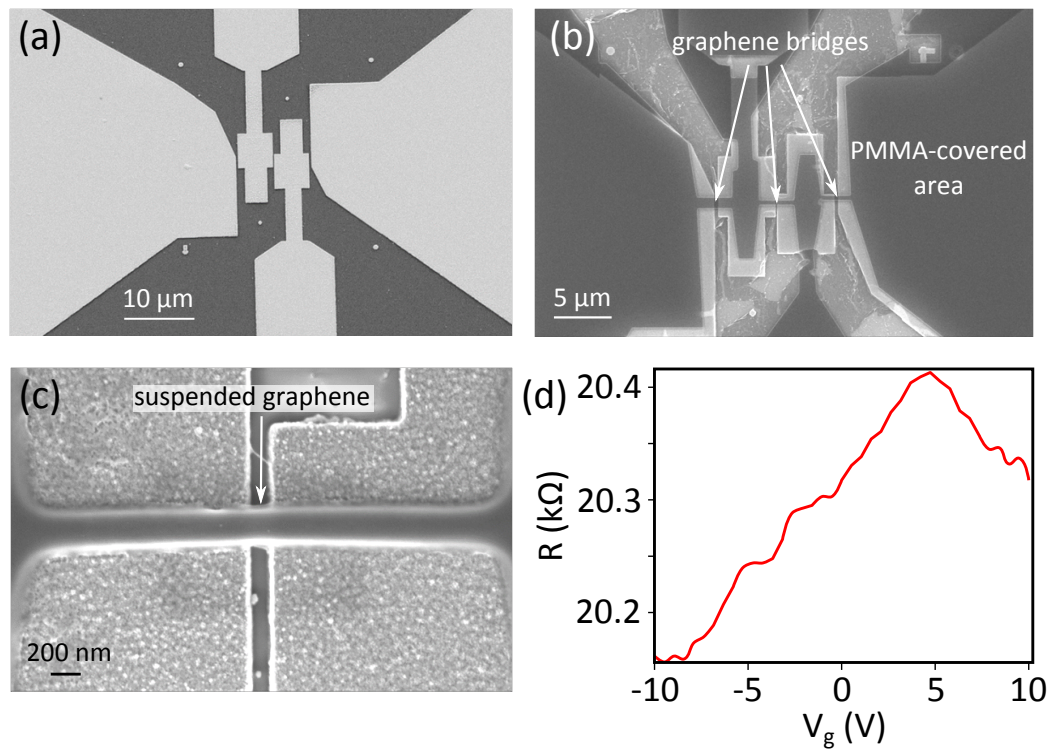 (a)
10 μm
(b)
graphene bridges
PMMA-covered
area
5 μm
(c)
suspended graphene
200 nm
(d)
20.4
20.3
20.2
R (kΩ)
-10
-5
0
5
10
Vg (V)